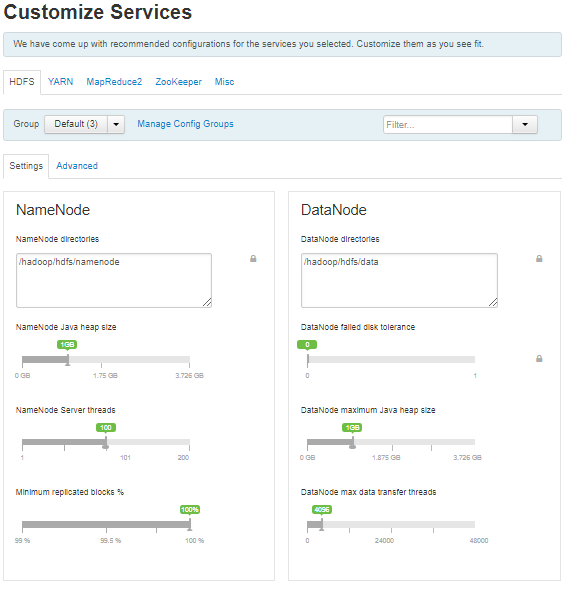 Customize Services
We have come up with recommended configurations for the services you selected. Customize them as you see fit.
HDFS YARN MapReduce2 ZooKeeper Misc
Group Default (3) Manage Config Groups Filter...
Settings Advanced
NameNode
NameNode directories
/hadoop/hdfs/namenode
NameNode Java heap size
1GB
0 GB 1.75 GB 3.726 GB
NameNode Server threads
100
1 101 200
Minimum replicated blocks %
100%
99 % 99.5 % 100 %
DataNode
DataNode directories
/hadoop/hdfs/data
DataNode failed disk tolerance
0
0 1
DataNode maximum Java heap size
1GB
0 GB 1.875 GB 3.726 GB
DataNode max data transfer threads
4096
0 24000 48000